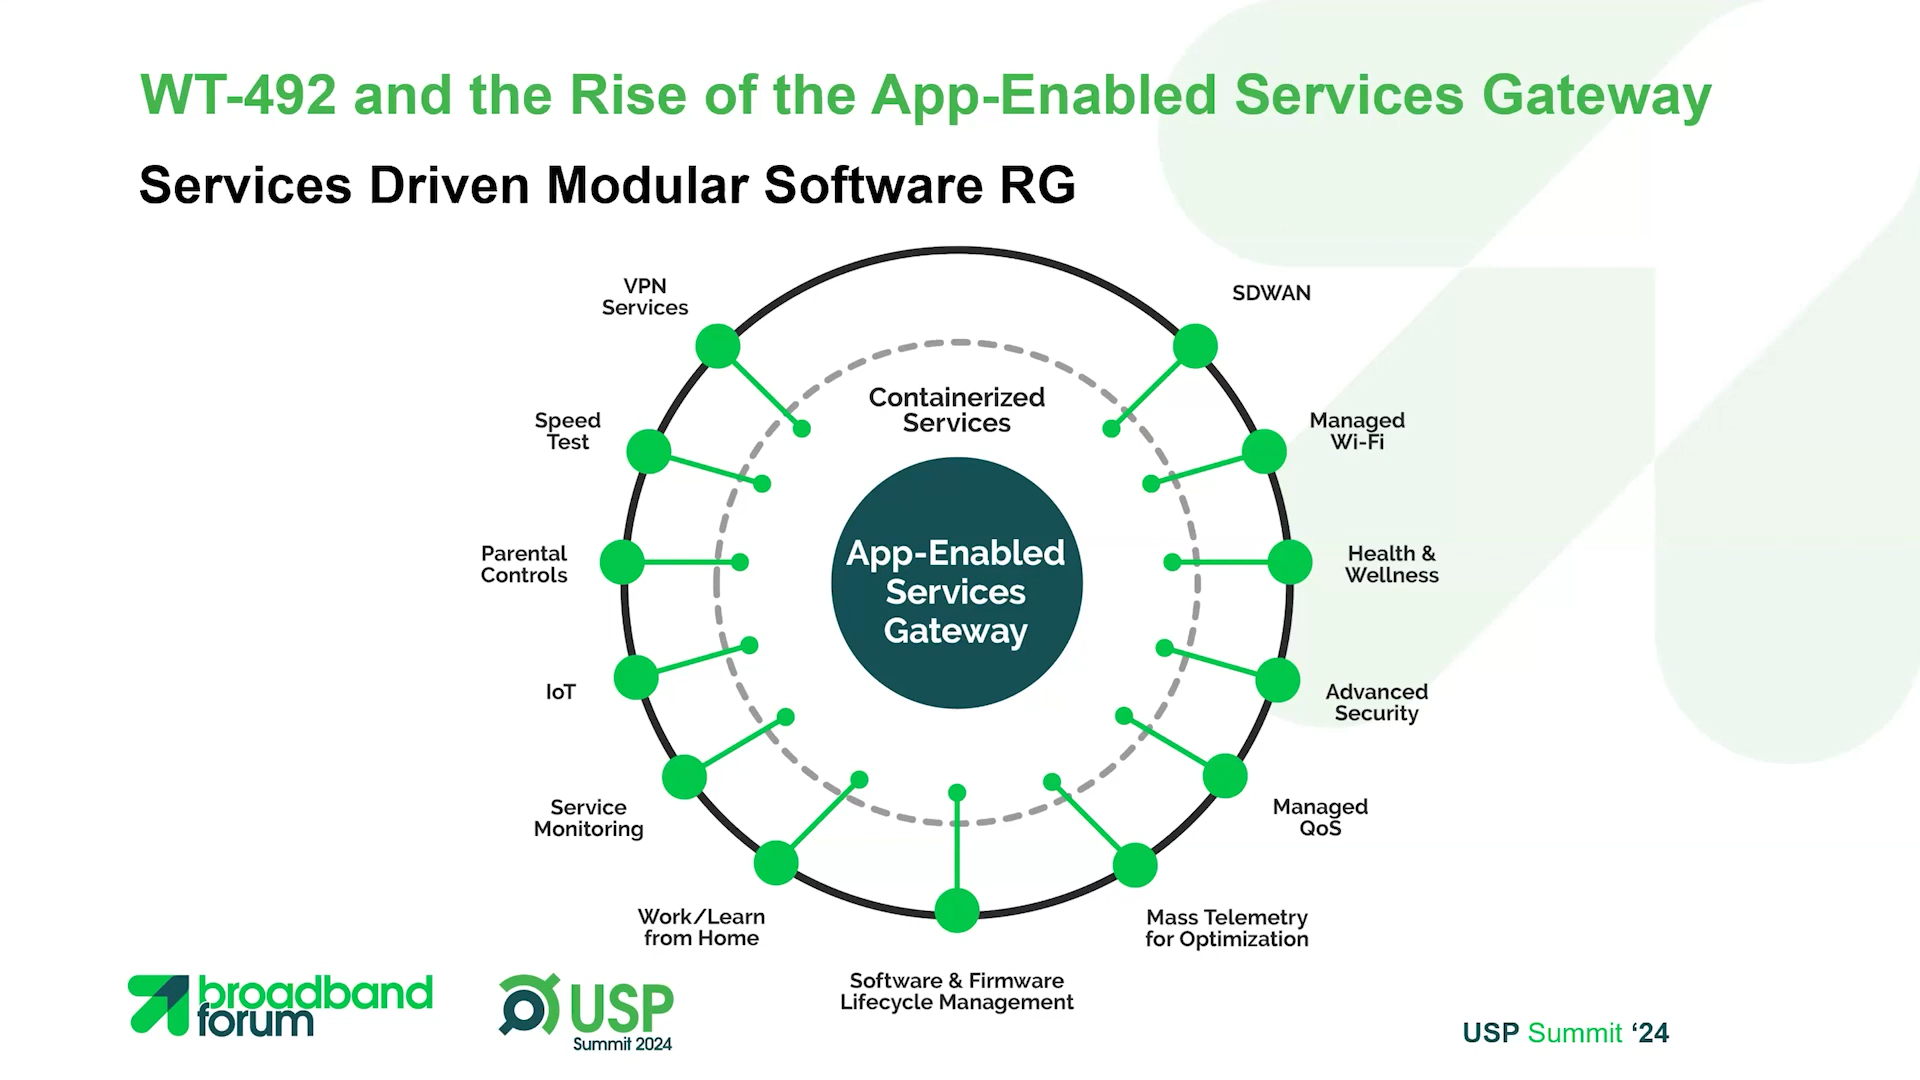 WT-492 and the Rise of the App-Enabled Services Gateway
Services Driven Modular Software RG
VPN
Services
SDWAN
Containerized
Services
Speed
Test
Managed
Wi-Fi
App-Enabled
Services
Gateway
Parental
Controls
Health &
Wellness
IoT
Advanced
Security
Service
Monitoring
Managed
QoS
Work/Learn
from Home
Mass Telemetry
for Optimization
Software & Firmware
Lifecycle Management
broadband
forum
USP
Summit 2024
USP Summit ‘24